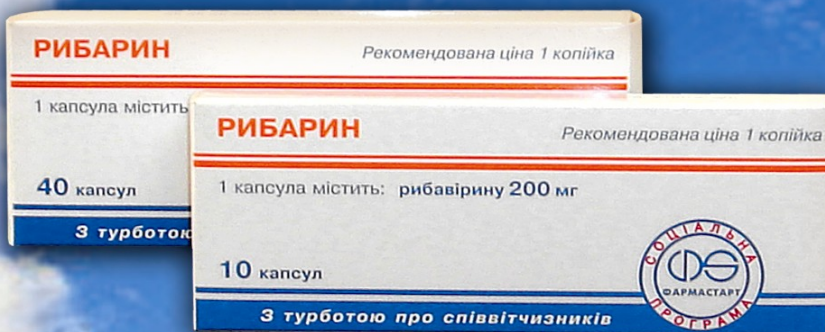 РИБАРИН
Рекомендована ціна 1 копійка
1 капсула містить
40 капсул
З турботою
РИБАРИН
Рекомендована ціна 1 копійка
1 капсула містить: рибавірину 200 мг
10 капсул
СОЦІАЛЬНА
ФАРМАСТАРТ
ПРОГРАМА
З турботою про співвітчизників